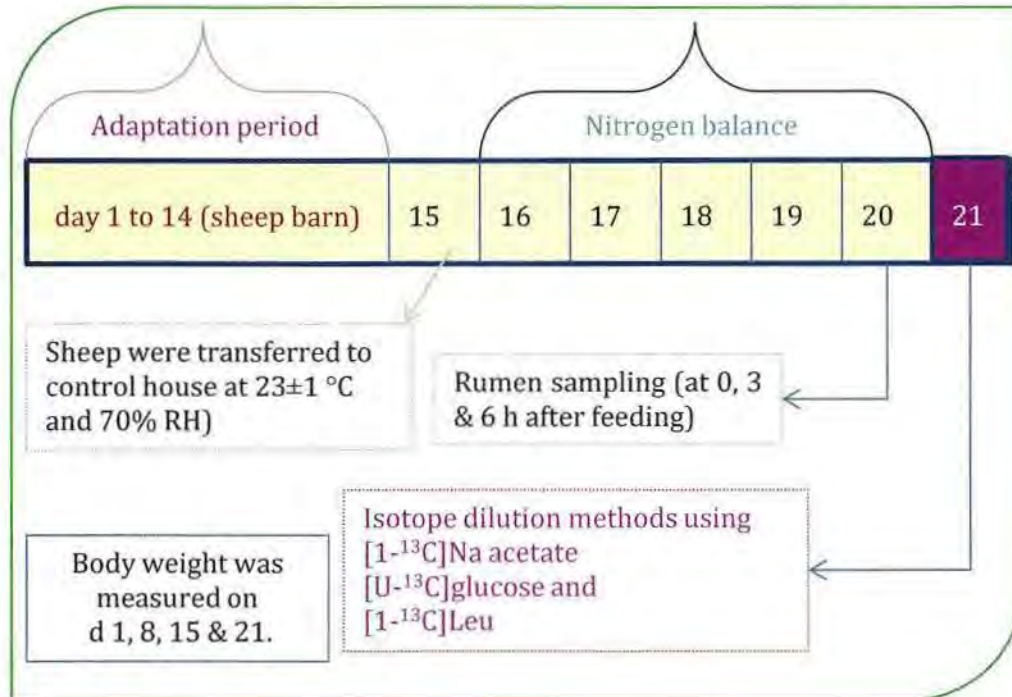 Adaptation period
Nitrogen balance
day 1 to 14 (sheep barn)
15
16
17
18
19
20
21
Sheep were transferred to
control house at 23±1 °C
and 70% RH)
Rumen sampling (at 0, 3
& 6 h after feeding)
Isotope dilution methods using
[1-¹³C]Na acetate
[U-¹³C]glucose and
[1-¹³C]Leu
Body weight was
measured on
d 1, 8, 15 & 21.